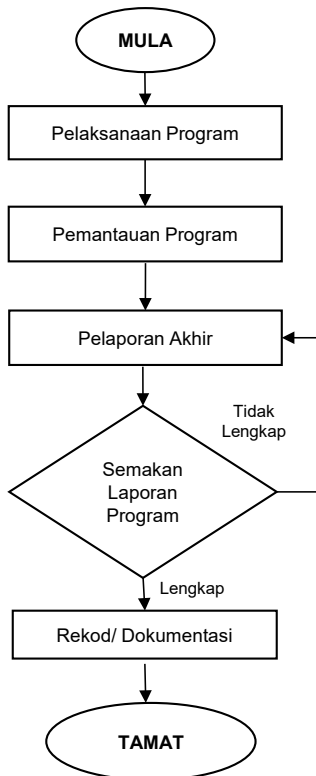 MULA
Pelaksanaan Program
Pemantauan Program
Pelaporan Akhir
Tidak
Lengkap
Semakan
Laporan
Program
Lengkap
Rekod/ Dokumentasi
TAMAT